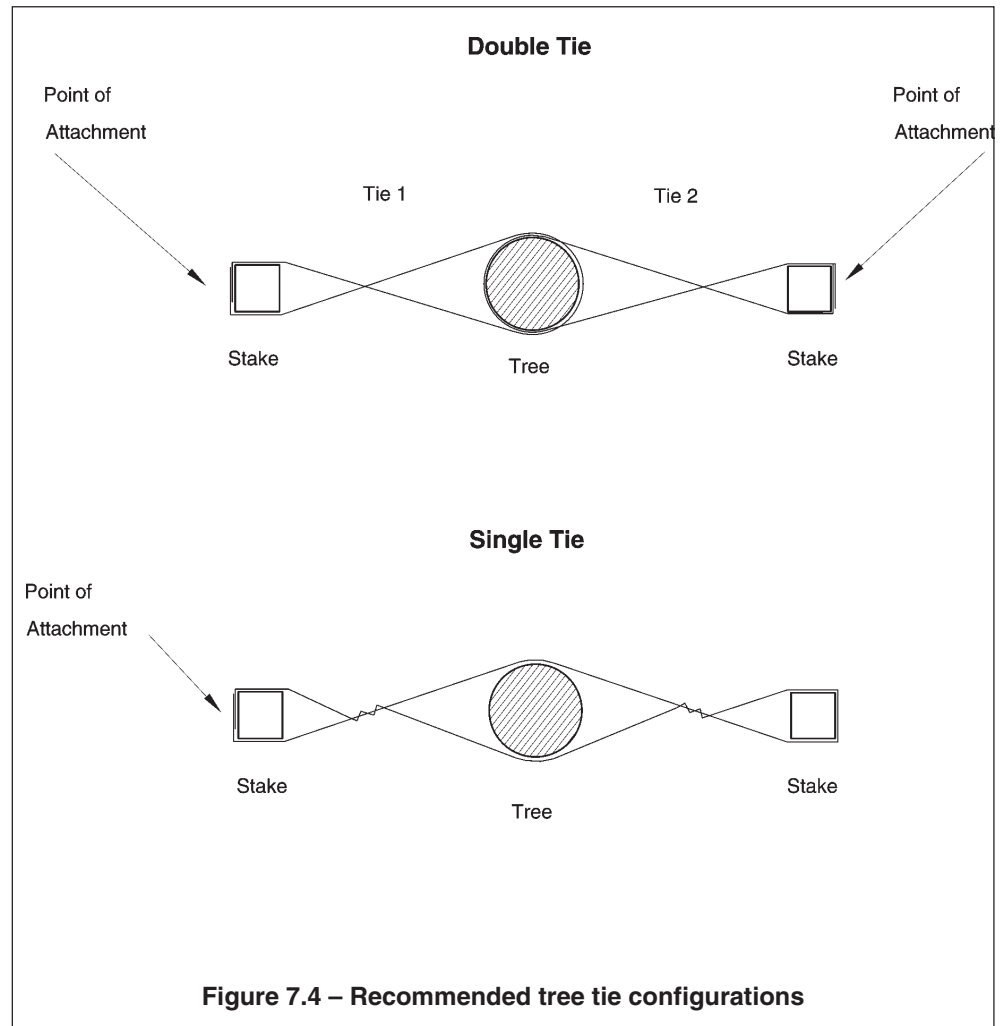 Double Tie
Point of
Attachment
Point of
Attachment
Tie 1
Tie 2
Stake
Tree
Stake
Single Tie
Point of
Attachment
Stake
Tree
Stake
Figure 7.4 – Recommended tree tie configurations